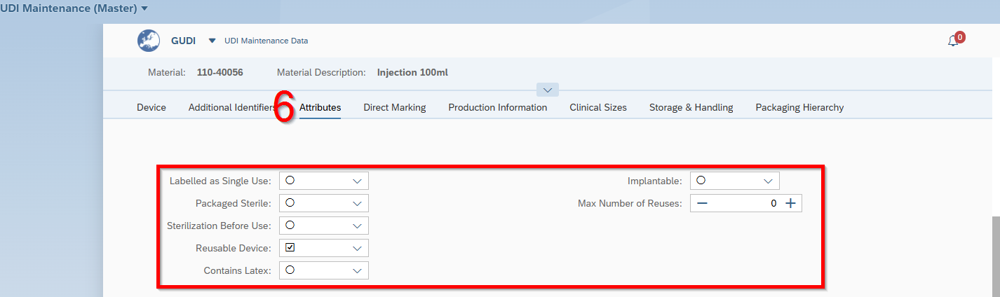 UDI Maintenance (Master)
GUDI UDI Maintenance Data 0
Material: 110-40056 Material Description: Injection 100ml
Device Additional Identifiers 6 Attributes Direct Marking Production Information Clinical Sizes Storage & Handling Packaging Hierarchy
Labelled as Single Use: Implantable:
Packaged Sterile: Max Number of Reuses: 0
Sterilization Before Use:
Reusable Device:
Contains Latex: